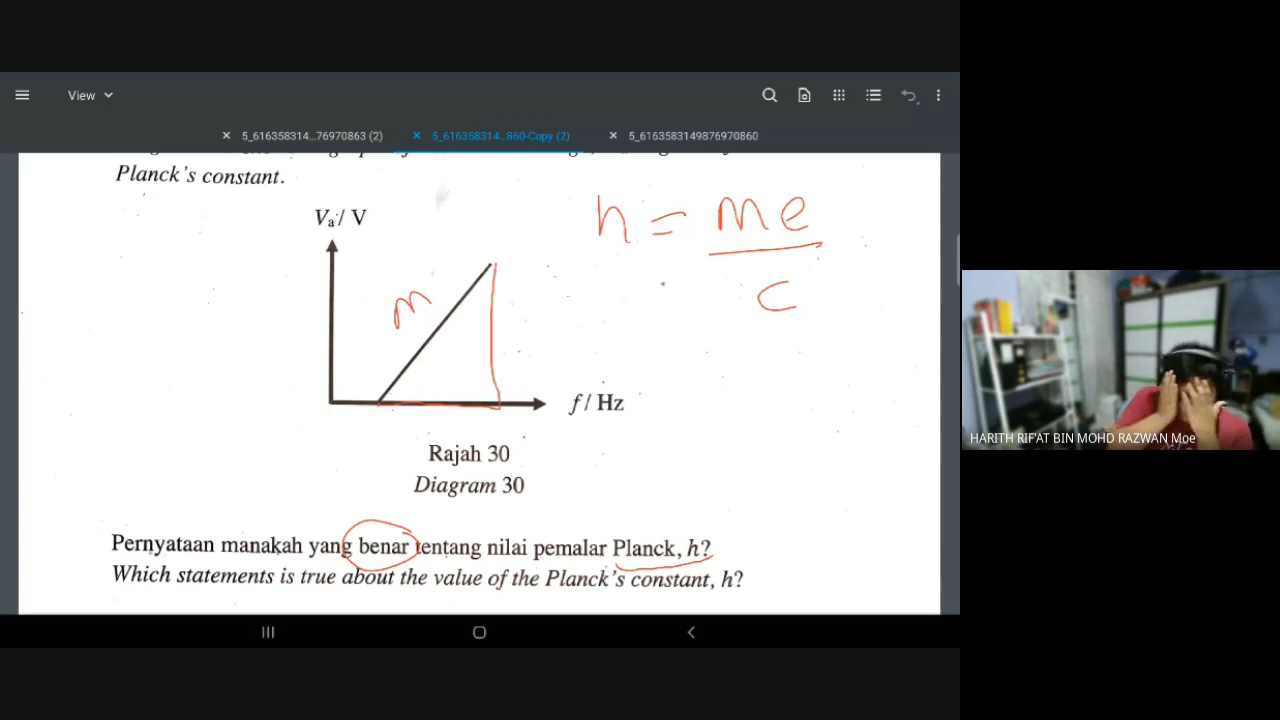 View
5_616358314...76970863 (2)
5_616358314...860-Copy (2)
5_6163583149876970860
Planck's constant.
Va / V
h = me
c
m
f / Hz
Rajah 30
Diagram 30
Pernyataan manakah yang benar tentang nilai pemalar Planck, h?
Which statements is true about the value of the Planck's constant, h?
HARITH RIF'AT BIN MOHD RAZWAN Moe